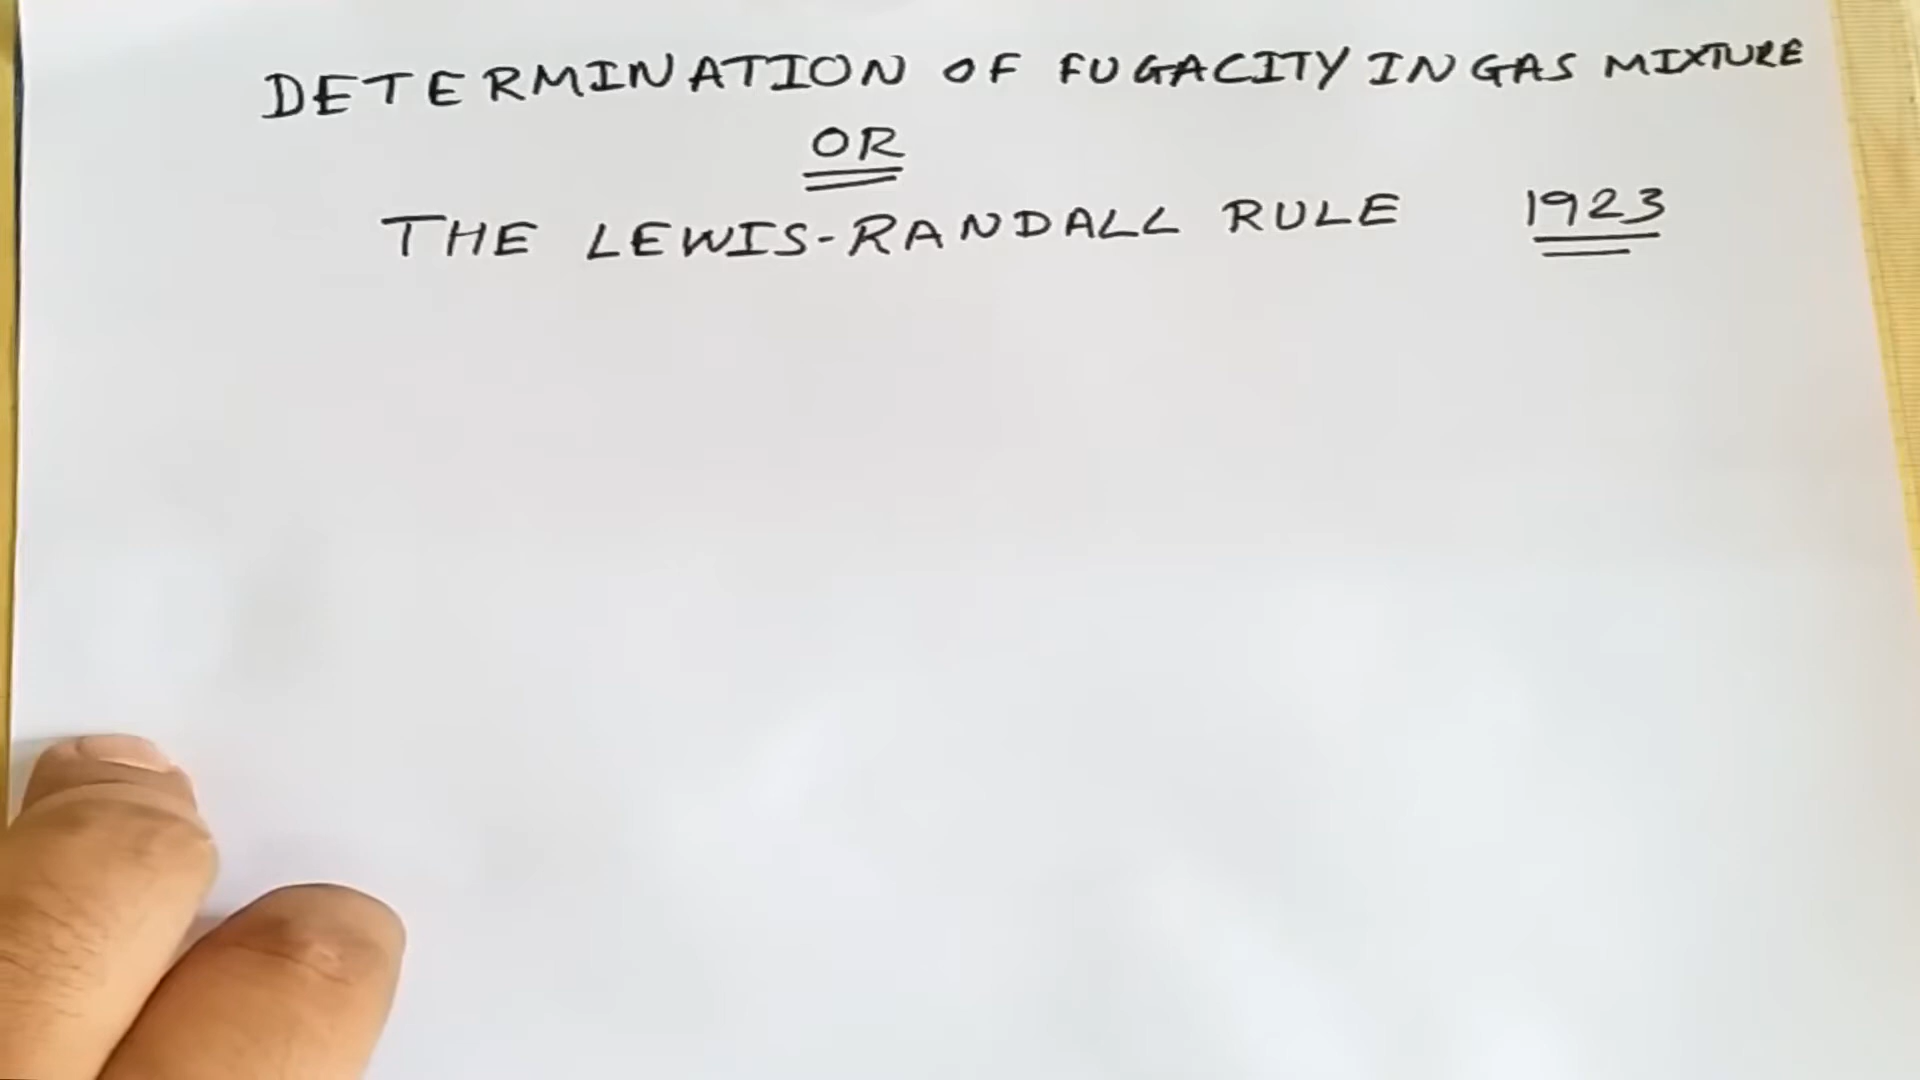 DETERMINATION OF FUGACITY IN GAS MIXTURE
OR
THE LEWIS-RANDALL RULE 1923